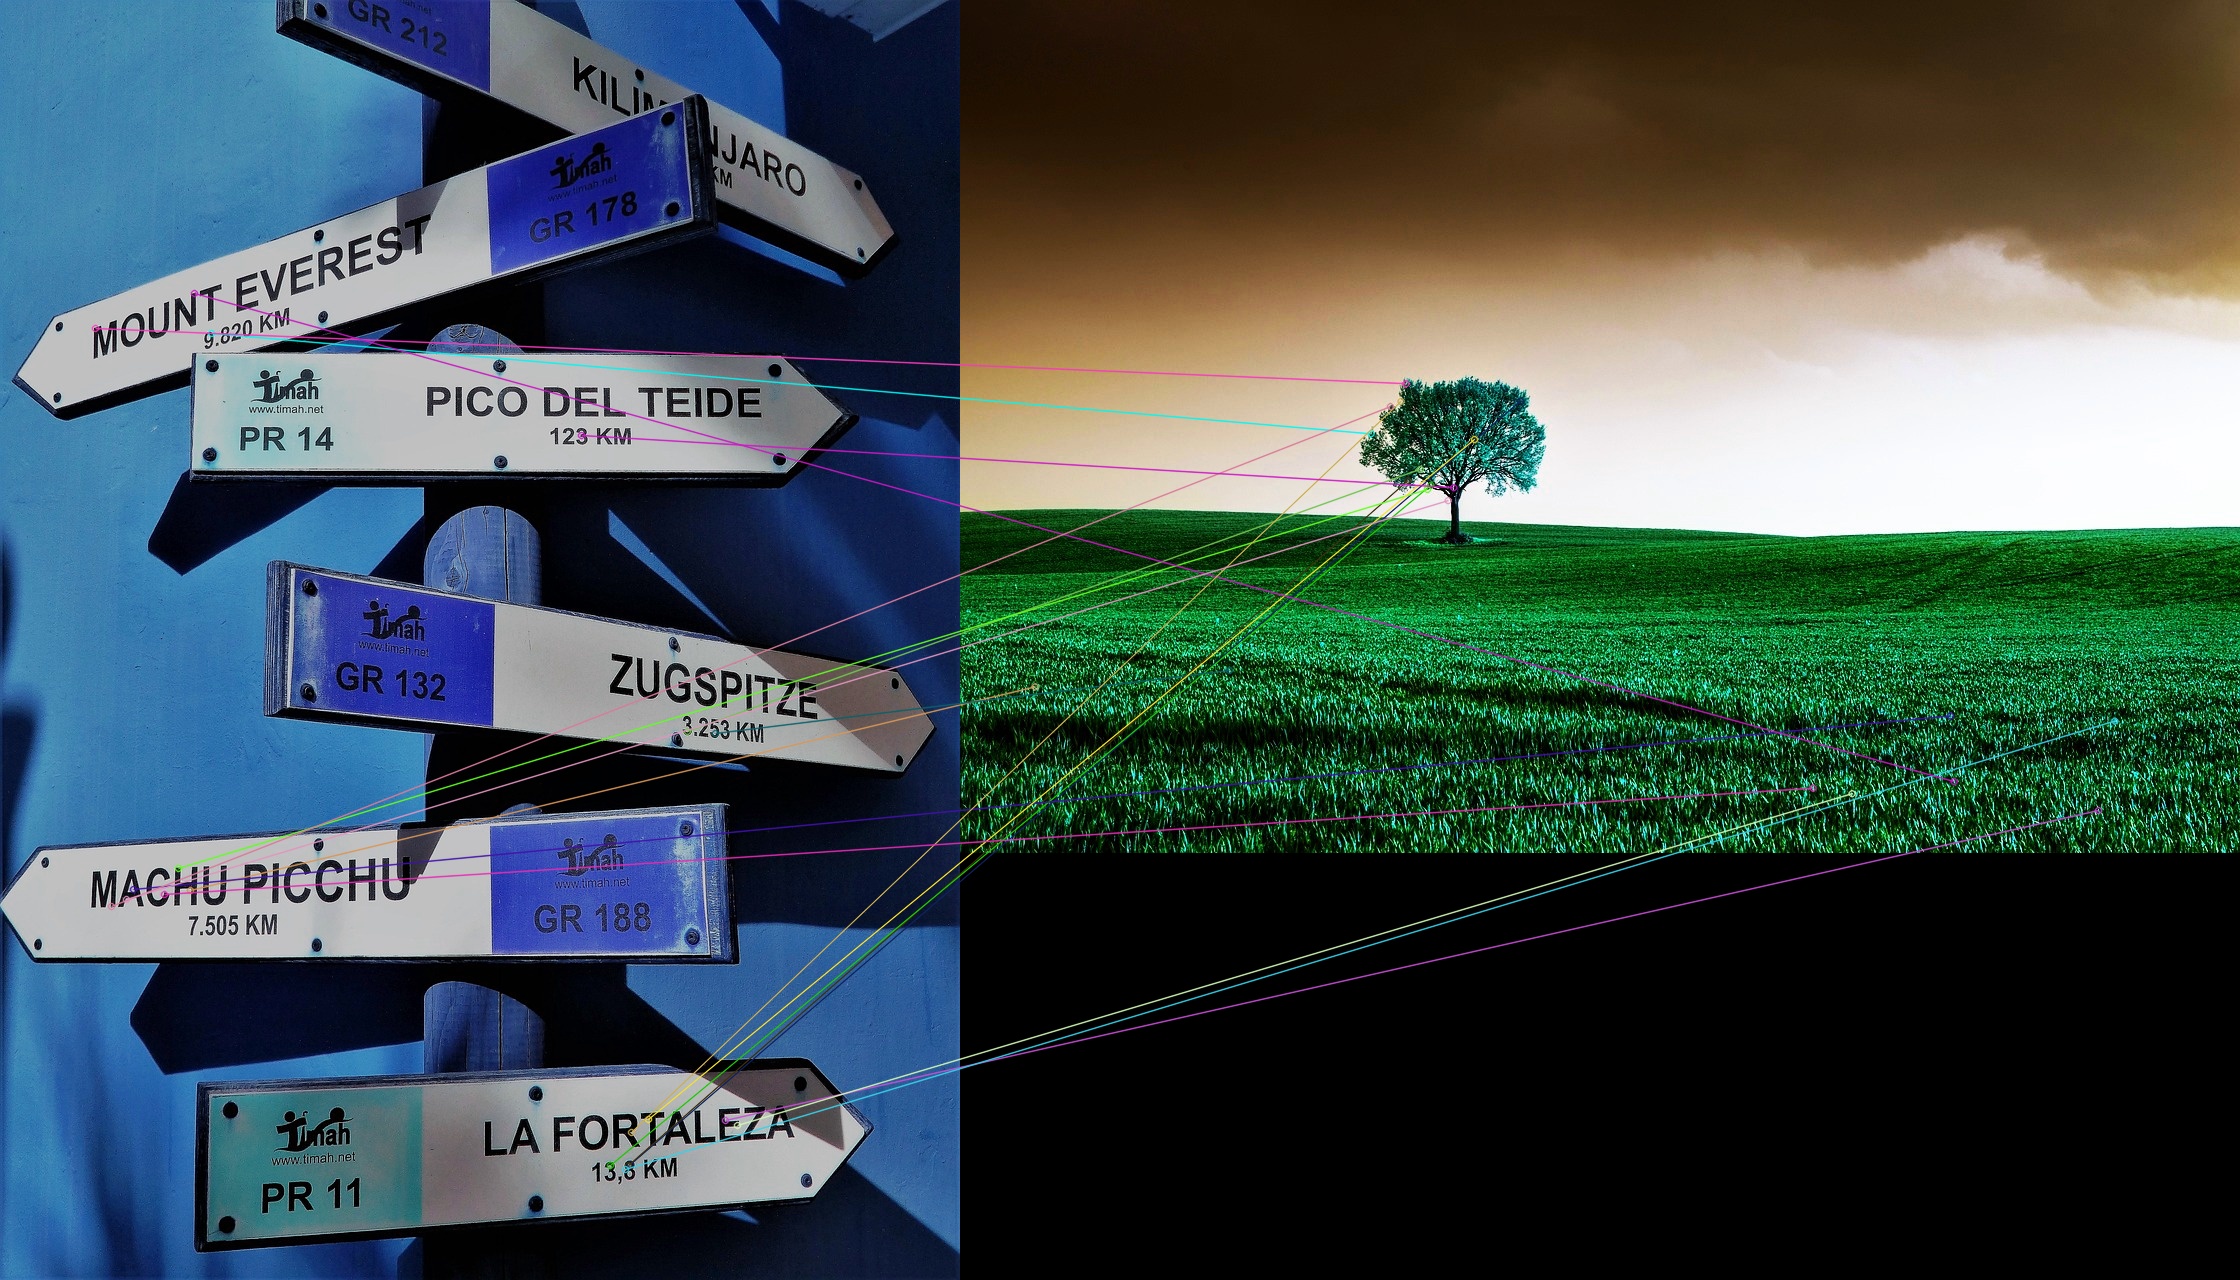 GR 212
KILIM
NJARO
KM
Timah
www.timah.net
GR 178
MOUNT EVEREST
9.820 KM
Timah
www.timah.net
PR 14
PICO DEL TEIDE
123 KM
Timah
www.timah.net
GR 132
ZUGSPITZE
3.253 KM
MACHU PICCHU
7.505 KM
Timah
www.timah.net
GR 188
Timah
www.timah.net
PR 11
LA FORTALEZA
13,8 KM